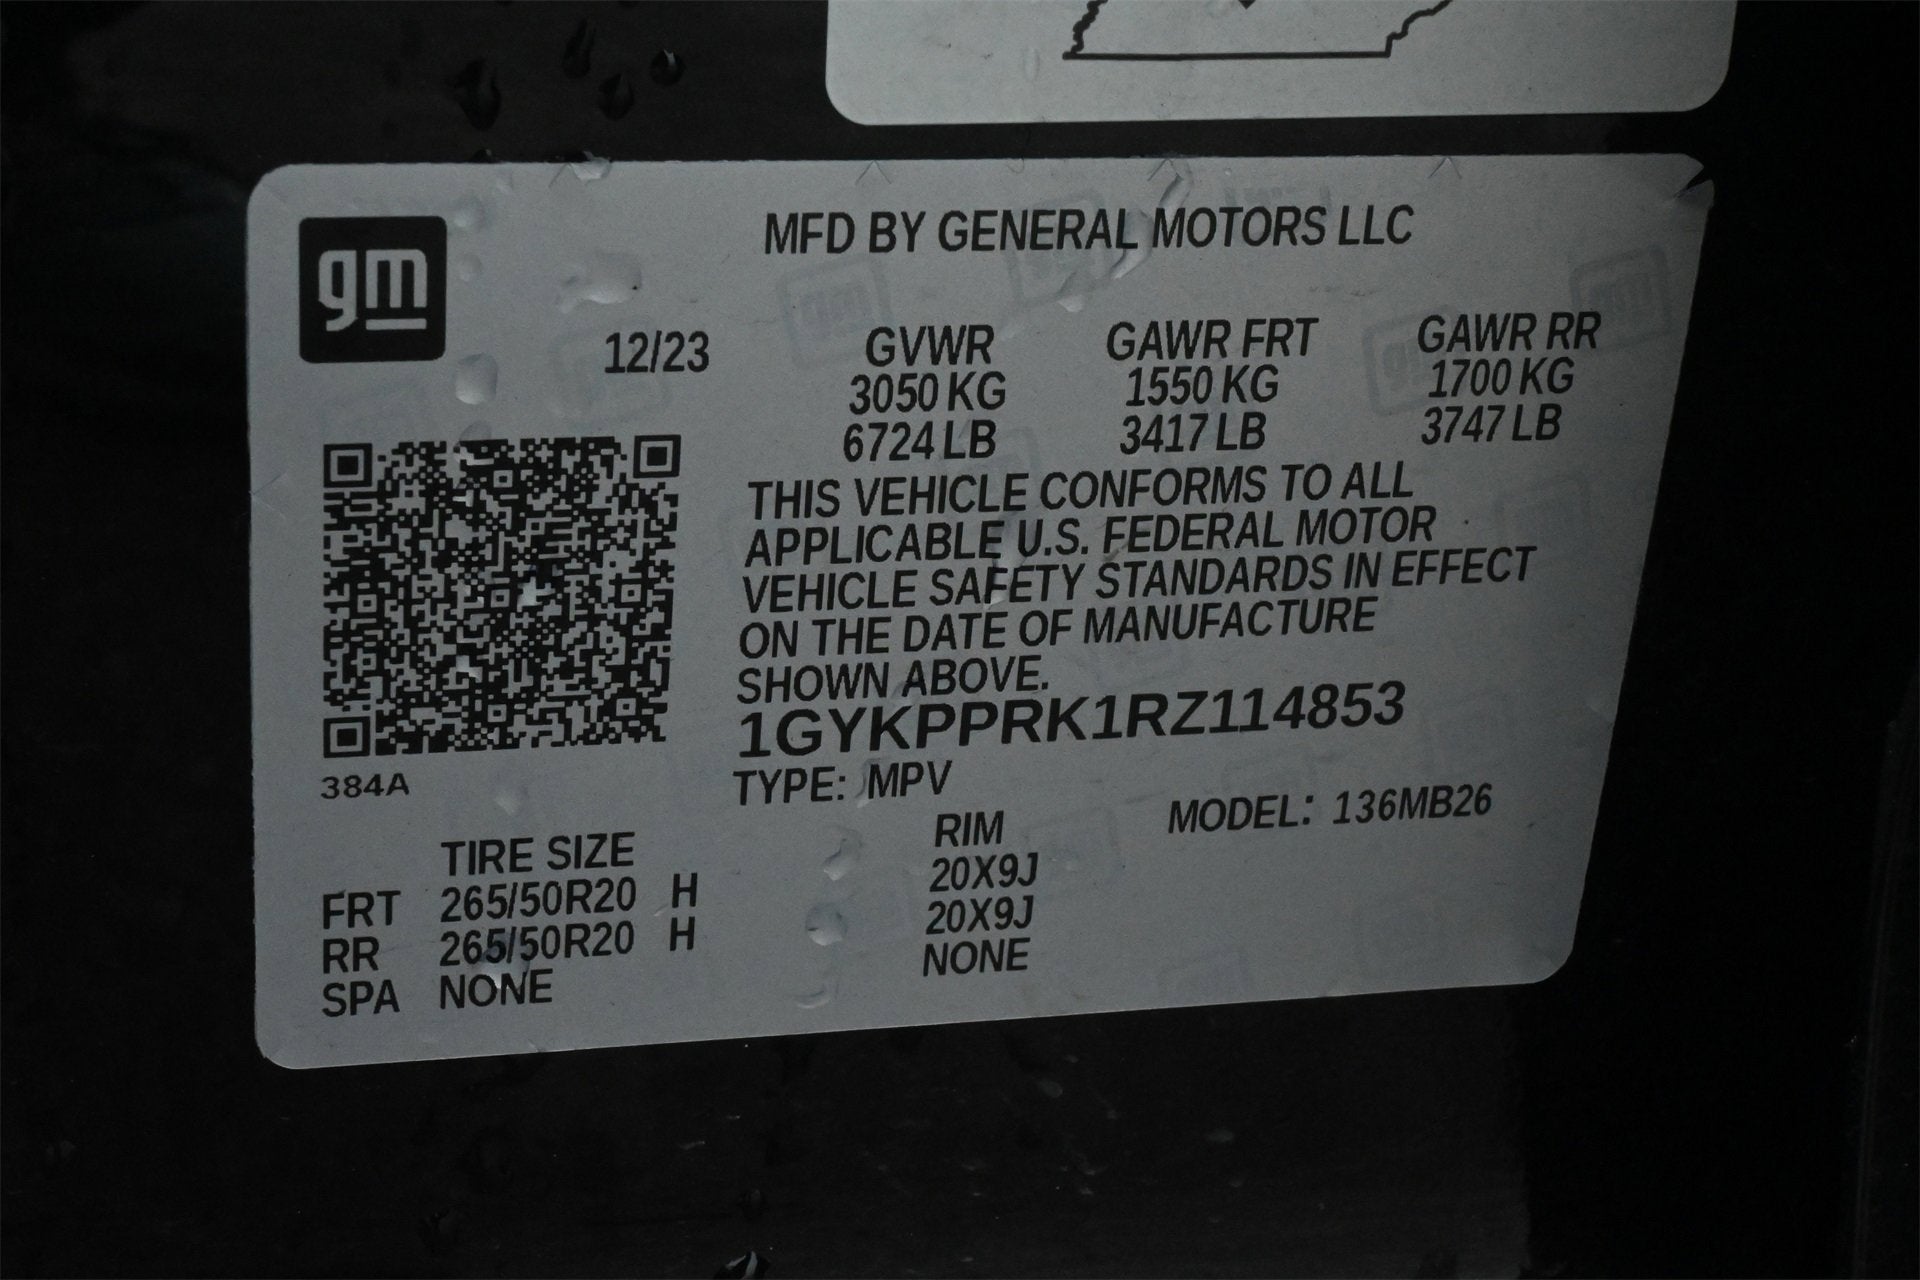 gm
MFD BY GENERAL MOTORS LLC
12/23
GVWR GAWR FRT GAWR RR
3050 KG 1550 KG 1700 KG
6724 LB 3417 LB 3747 LB
THIS VEHICLE CONFORMS TO ALL
APPLICABLE U.S. FEDERAL MOTOR
VEHICLE SAFETY STANDARDS IN EFFECT
ON THE DATE OF MANUFACTURE
SHOWN ABOVE.
1GYKPPRK1RZ114853
384A
TYPE: MPV
MODEL: 136MB26
TIRE SIZE RIM
FRT 265/50R20 H 20X9J
RR 265/50R20 H 20X9J
SPA NONE NONE